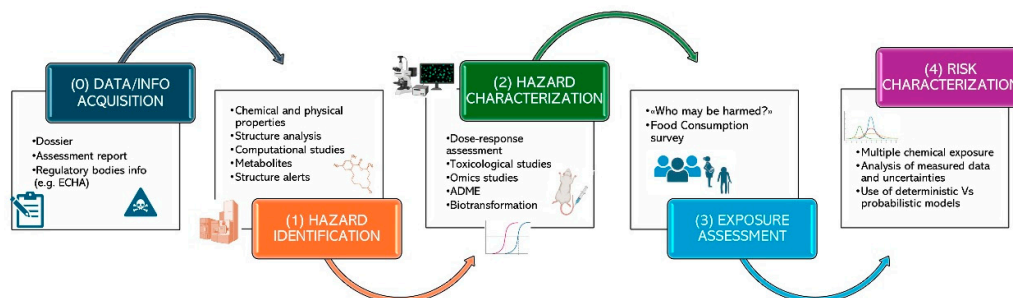 (0) DATA/INFO
ACQUISITION
•Dossier
•Assessment report
•Regulatory bodies info
(e.g. ECHA)
•Chemical and physical
properties
•Structure analysis
•Computational studies
•Metabolites
•Structure alerts
(1) HAZARD
IDENTIFICATION
(2) HAZARD
CHARACTERIZATION
•Dose-response
assessment
•Toxicological studies
•Omics studies
•ADME
•Biotransformation
•«Who may be harmed?»
•Food Consumption
survey
(3) EXPOSURE
ASSESSMENT
(4) RISK
CHARACTERIZATION
•Multiple chemical exposure
•Analysis of measured data
and uncertainties
•Use of deterministic Vs
probabilistic models